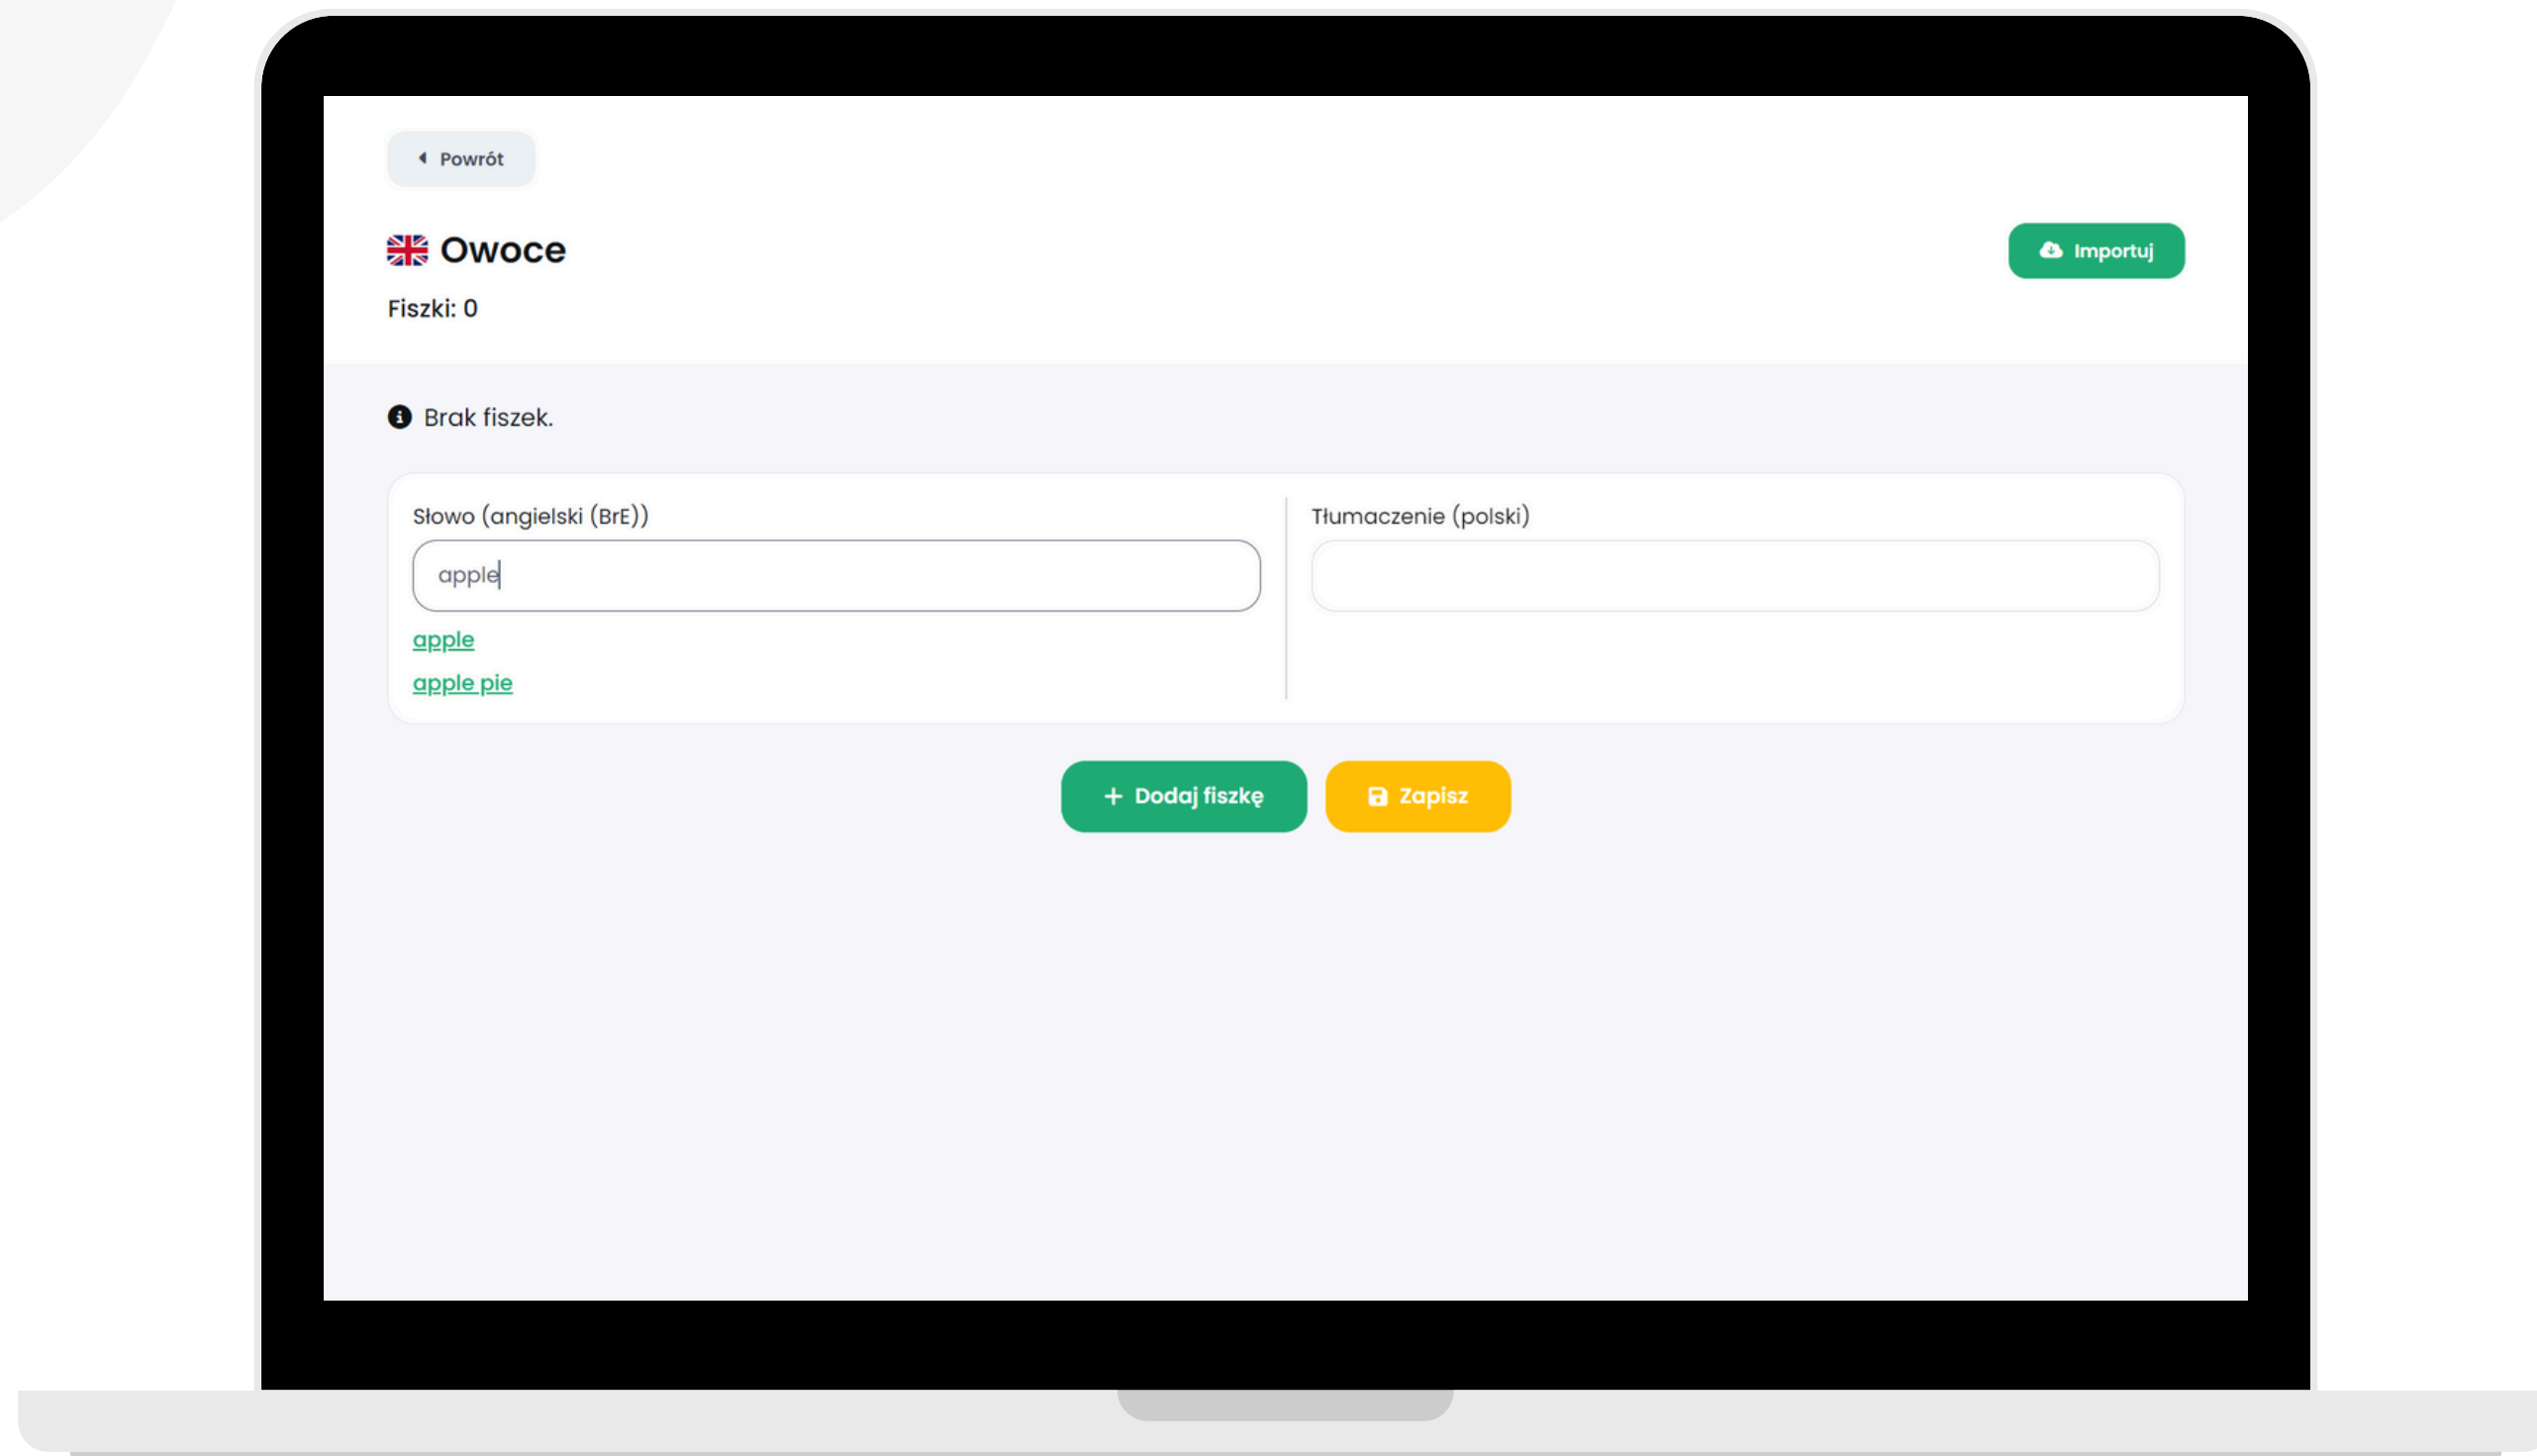 Powrót
Owoce
Importuj
Fiszki: 0
Brak fiszek.
Słowo (angielski (BrE))
Tłumaczenie (polski)
apple
apple
apple pie
Dodaj fiszkę
Zapisz